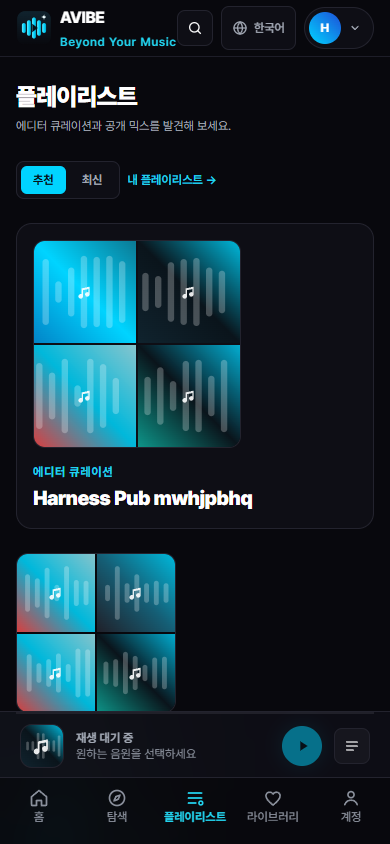 AVIBE
Beyond Your Music
한국어
H
플레이리스트
에디터 큐레이션과 공개 믹스를 발견해 보세요.
추천
최신
내 플레이리스트 →
에디터 큐레이션
Harness Pub mwhjpbhq
재생 대기 중
원하는 음원을 선택하세요
홈
탐색
플레이리스트
라이브러리
계정